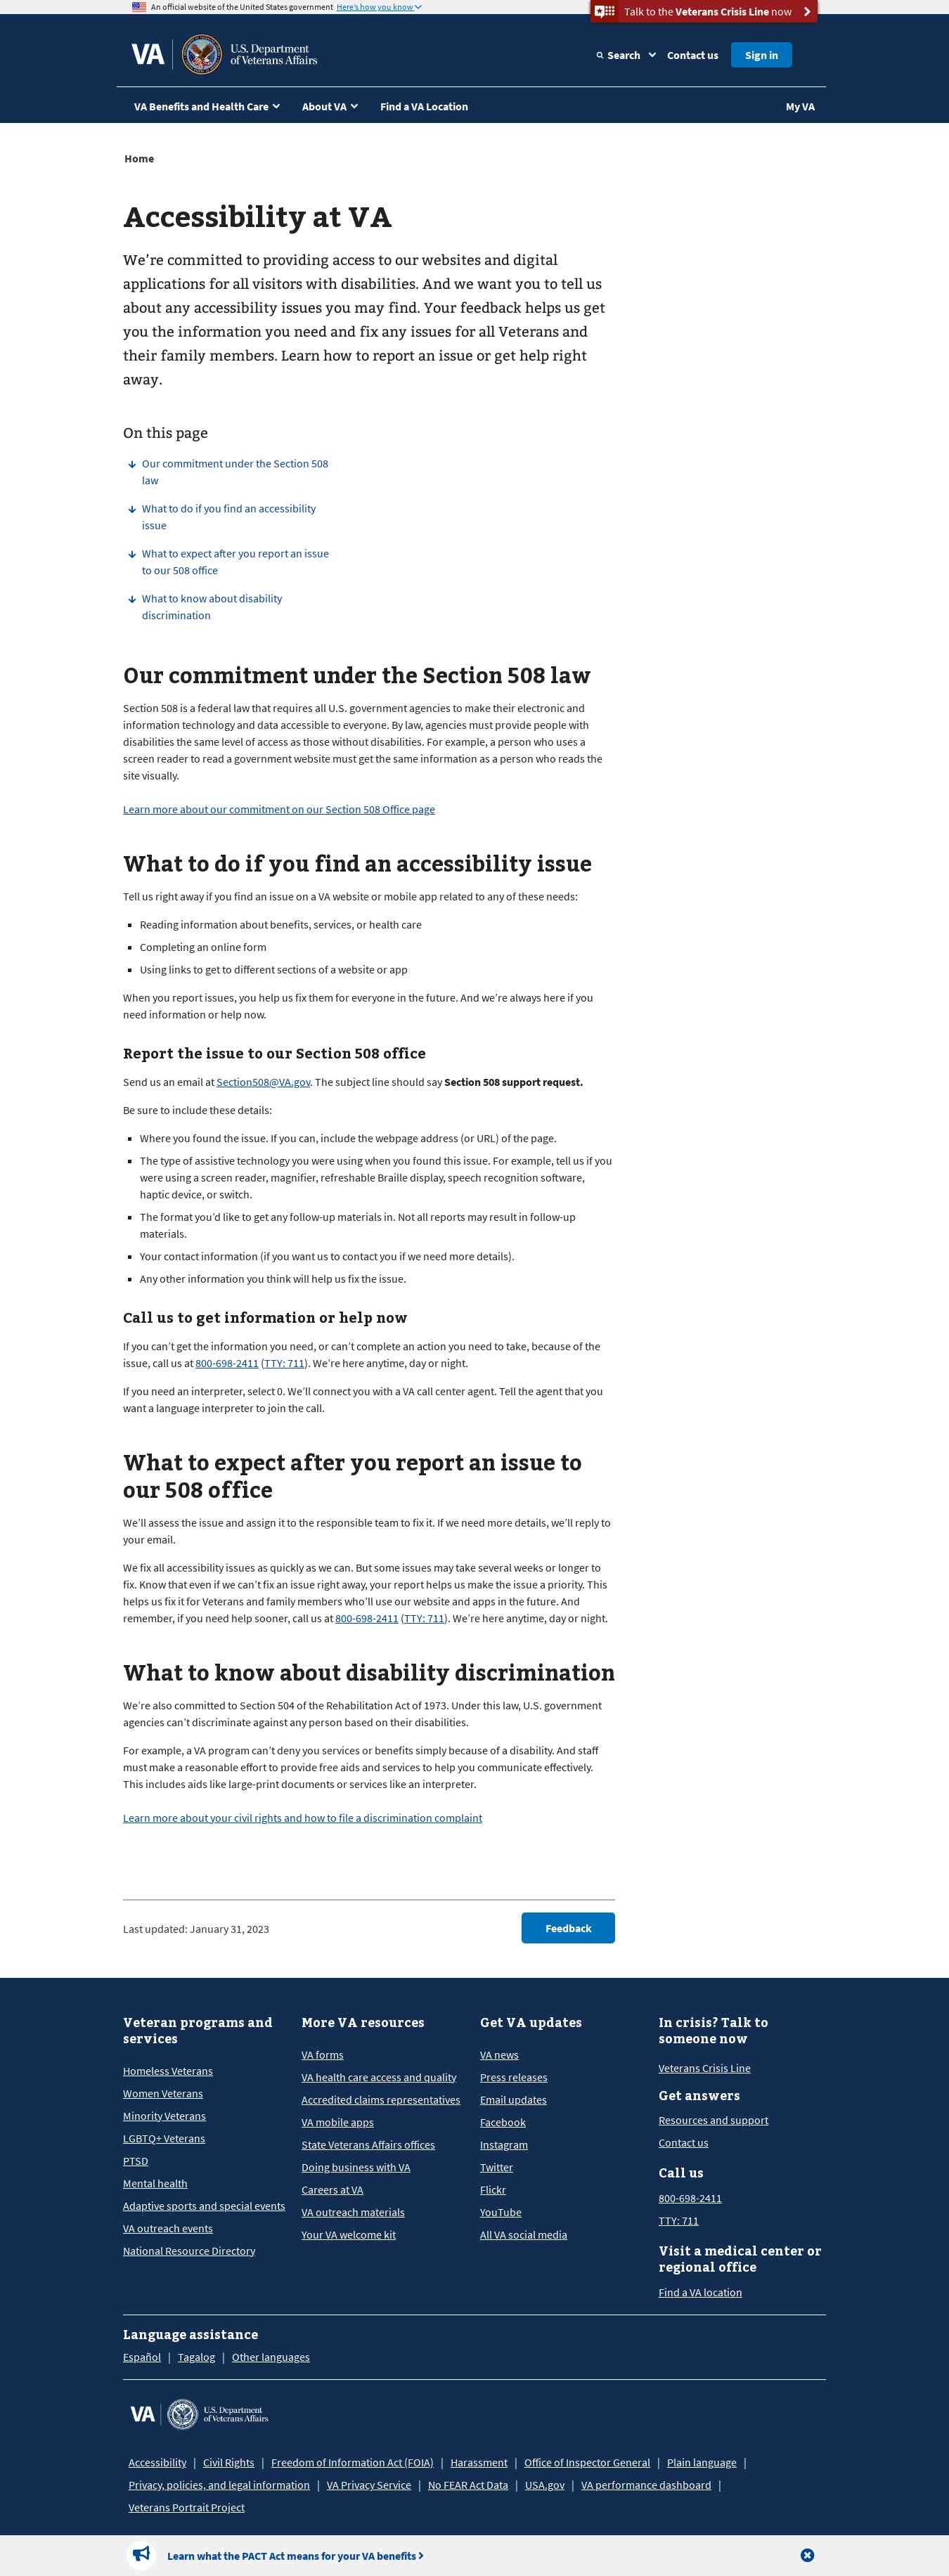 An official website of the United States government Here's how you know
Talk to the Veterans Crisis Line now
VA
U.S. Department
of Veterans Affairs
Search
Contact us
Sign in
VA Benefits and Health Care
About VA
Find a VA Location
My VA
Home
Accessibility at VA
We're committed to providing access to our websites and digital
applications for all visitors with disabilities. And we want you to tell us
about any accessibility issues you may find. Your feedback helps us get
you the information you need and fix any issues for all Veterans and
their family members. Learn how to report an issue or get help right
away.
On this page
Our commitment under the Section 508
law
What to do if you find an accessibility
issue
What to expect after you report an issue
to our 508 office
What to know about disability
discrimination
Our commitment under the Section 508 law
Section 508 is a federal law that requires all U.S. government agencies to make their electronic and
information technology and data accessible to everyone. By law, agencies must provide people with
disabilities the same level of access as those without disabilities. For example, a person who uses a
screen reader to read a government website must get the same information as a person who reads the
site visually.
Learn more about our commitment on our Section 508 Office page
What to do if you find an accessibility issue
Tell us right away if you find an issue on a VA website or mobile app related to any of these needs:
Reading information about benefits, services, or health care
Completing an online form
Using links to get to different sections of a website or app
When you report issues, you help us fix them for everyone in the future. And we're always here if you
need information or help now.
Report the issue to our Section 508 office
Send us an email at Section508@VA.gov. The subject line should say Section 508 support request.
Be sure to include these details:
Where you found the issue. If you can, include the webpage address (or URL) of the page.
The type of assistive technology you were using when you found this issue. For example, tell us if you
were using a screen reader, magnifier, refreshable Braille display, speech recognition software,
haptic device, or switch.
The format you'd like to get any follow-up materials in. Not all reports may result in follow-up
materials.
Your contact information (if you want us to contact you if we need more details).
Any other information you think will help us fix the issue.
Call us to get information or help now
If you can't get the information you need, or can't complete an action you need to take, because of the
issue, call us at 800-698-2411 (TTY: 711). We're here anytime, day or night.
If you need an interpreter, select 0. We'll connect you with a VA call center agent. Tell the agent that you
want a language interpreter to join the call.
What to expect after you report an issue to
our 508 office
We'll assess the issue and assign it to the responsible team to fix it. If we need more details, we'll reply to
your email.
We fix all accessibility issues as quickly as we can. But some issues may take several weeks or longer to
fix. Know that even if we can't fix an issue right away, your report helps us make the issue a priority. This
helps us fix it for Veterans and family members who'll use our website and apps in the future. And
remember, if you need help sooner, call us at 800-698-2411 (TTY: 711). We're here anytime, day or night.
What to know about disability discrimination
We're also committed to Section 504 of the Rehabilitation Act of 1973. Under this law, U.S. government
agencies can't discriminate against any person based on their disabilities.
For example, a VA program can't deny you services or benefits simply because of a disability. And staff
must make a reasonable effort to provide free aids and services to help you communicate effectively.
This includes aids like large-print documents or services like an interpreter.
Learn more about your civil rights and how to file a discrimination complaint
Last updated: January 31, 2023
Feedback
Veteran programs and
services
Homeless Veterans
Women Veterans
Minority Veterans
LGBTQ+ Veterans
PTSD
Mental health
Adaptive sports and special events
VA outreach events
National Resource Directory
More VA resources
VA forms
VA health care access and quality
Accredited claims representatives
VA mobile apps
State Veterans Affairs offices
Doing business with VA
Careers at VA
VA outreach materials
Your VA welcome kit
Get VA updates
VA news
Press releases
Email updates
Facebook
Instagram
Twitter
Flickr
YouTube
All VA social media
In crisis? Talk to
someone now
Veterans Crisis Line
Get answers
Resources and support
Contact us
Call us
800-698-2411
TTY: 711
Visit a medical center or
regional office
Find a VA location
Language assistance
Español | Tagalog | Other languages
VA
U.S. Department
of Veterans Affairs
Accessibility | Civil Rights | Freedom of Information Act (FOIA) | Harassment | Office of Inspector General | Plain language |
Privacy, policies, and legal information | VA Privacy Service | No FEAR Act Data | USA.gov | VA performance dashboard |
Veterans Portrait Project
Learn what the PACT Act means for your VA benefits